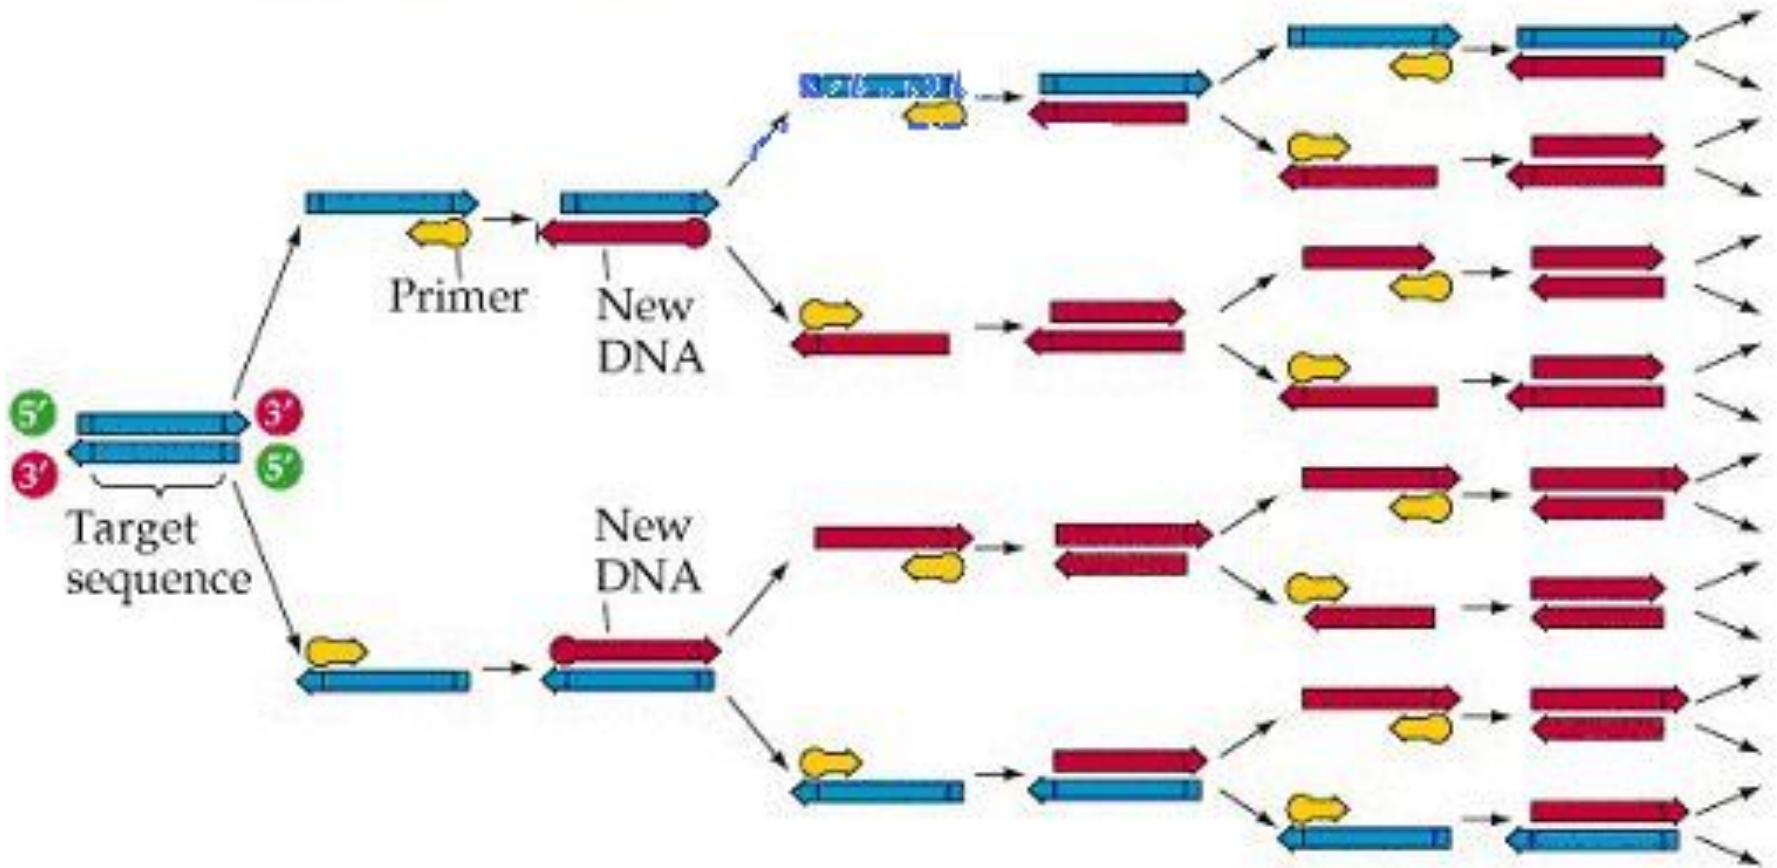 Primer
New
DNA
5′
3′
3′
5′
Target
sequence
New
DNA